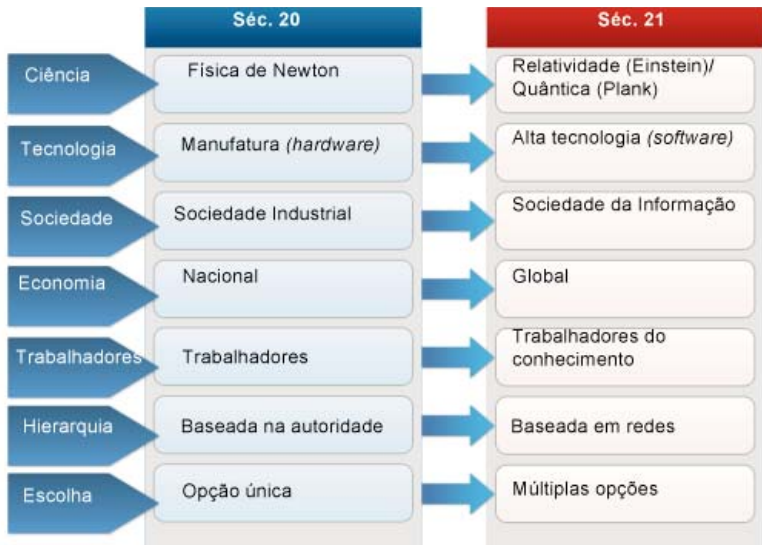 Séc. 20
Séc. 21
Ciência
Física de Newton
Relatividade (Einstein)/
Quântica (Plank)
Tecnologia
Manufatura (hardware)
Alta tecnologia (software)
Sociedade
Sociedade Industrial
Sociedade da Informação
Economia
Nacional
Global
Trabalhadores
Trabalhadores
Trabalhadores do
conhecimento
Hierarquia
Baseada na autoridade
Baseada em redes
Escolha
Opção única
Múltiplas opções